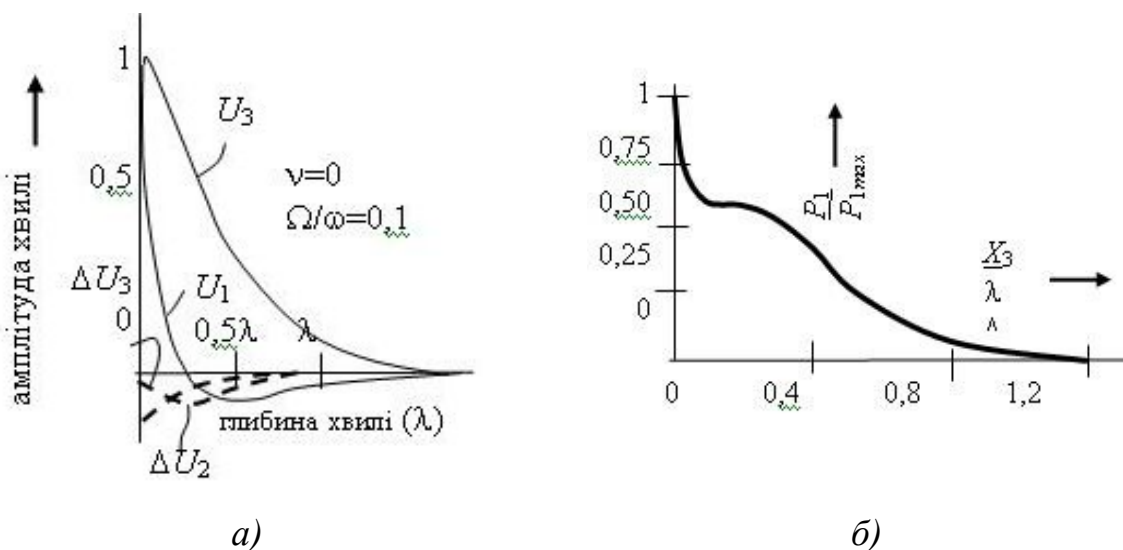 амплітуда хвилі
1
U3
0,5
ν=0
Ω/ω=0,1
ΔU3
U1
0
0,5λ λ
глибина хвилі (λ)
ΔU2
а)
1
0,75
0,50
0,25
0
P1
P1max
X3
λ
^
0 0,4 0,8 1,2
б)